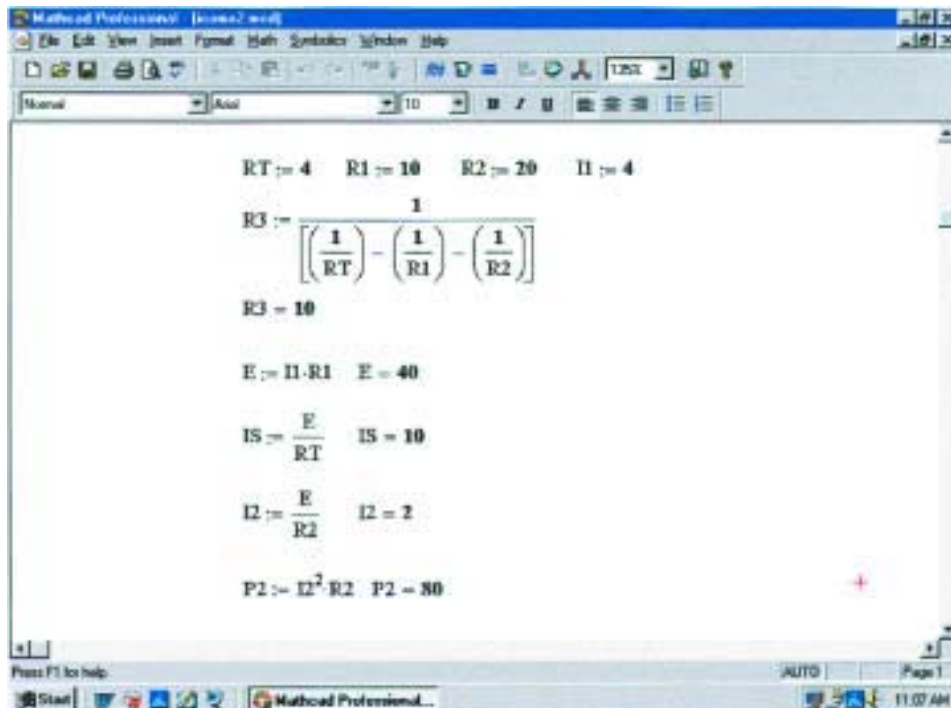 Mathcad Professional - [icoma2.mcd]
File Edit View Insert Format Math Symbolics Window Help
Normal Arial 10 B I U
RT := 4 R1 := 10 R2 := 20 I1 := 4
R3 := 1 / [(1/RT) - (1/R1) - (1/R2)]
R3 = 10
E := I1·R1 E = 40
IS := E/RT IS = 10
I2 := E/R2 I2 = 2
P2 := I2²·R2 P2 = 80
Press F1 for help.
AUTO Page 1
Start Mathcad Professional... 11:07 AM